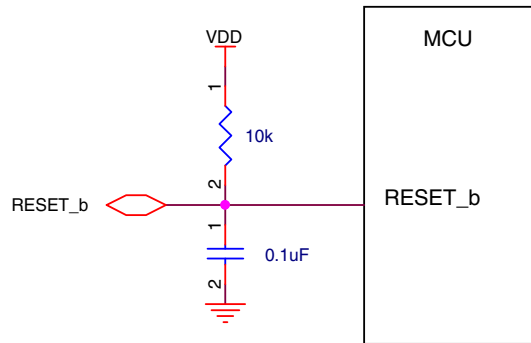 VDD
MCU
1
10k
2
RESET_b
RESET_b
1
0.1uF
2